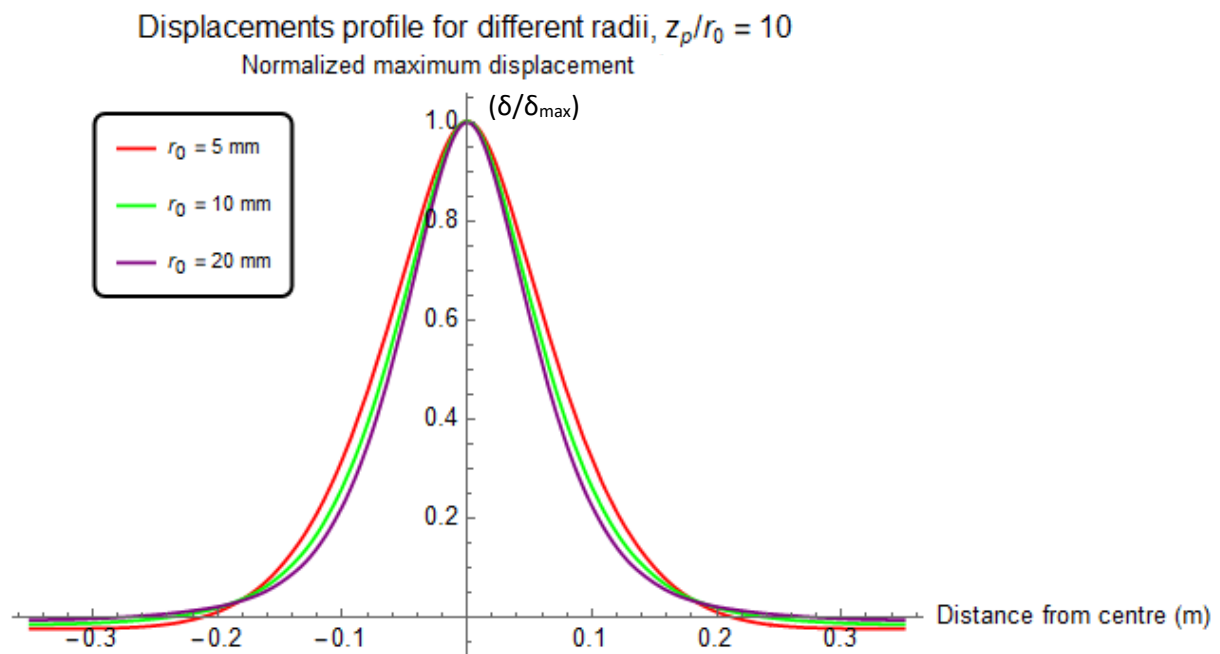 Displacements profile for different radii, zₚ/r₀ = 10
Normalized maximum displacement
(δ/δmax)
r₀ = 5 mm
r₀ = 10 mm
r₀ = 20 mm
1.0
0.8
0.6
0.4
0.2
−0.3 −0.2 −0.1 0.1 0.2 0.3
Distance from centre (m)